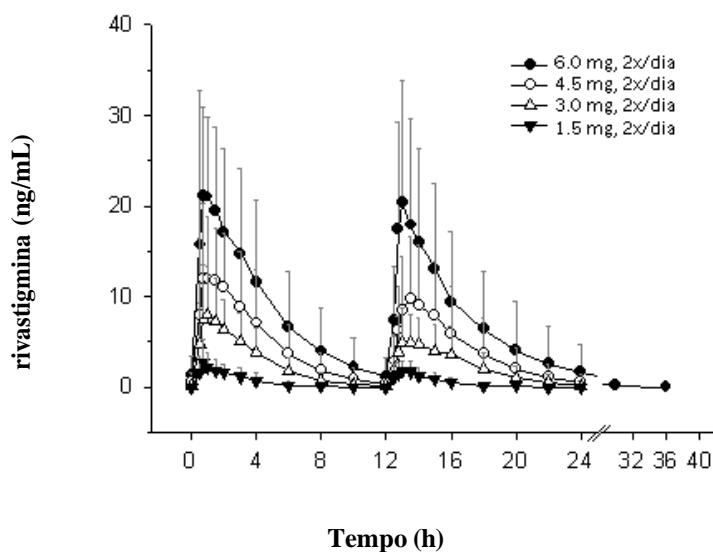 40
30
20
10
0
6.0 mg, 2x/dia
4.5 mg, 2x/dia
3.0 mg, 2x/dia
1.5 mg, 2x/dia
rivastigmina (ng/mL)
0 4 8 12 16 20 24 32 36 40
Tempo (h)